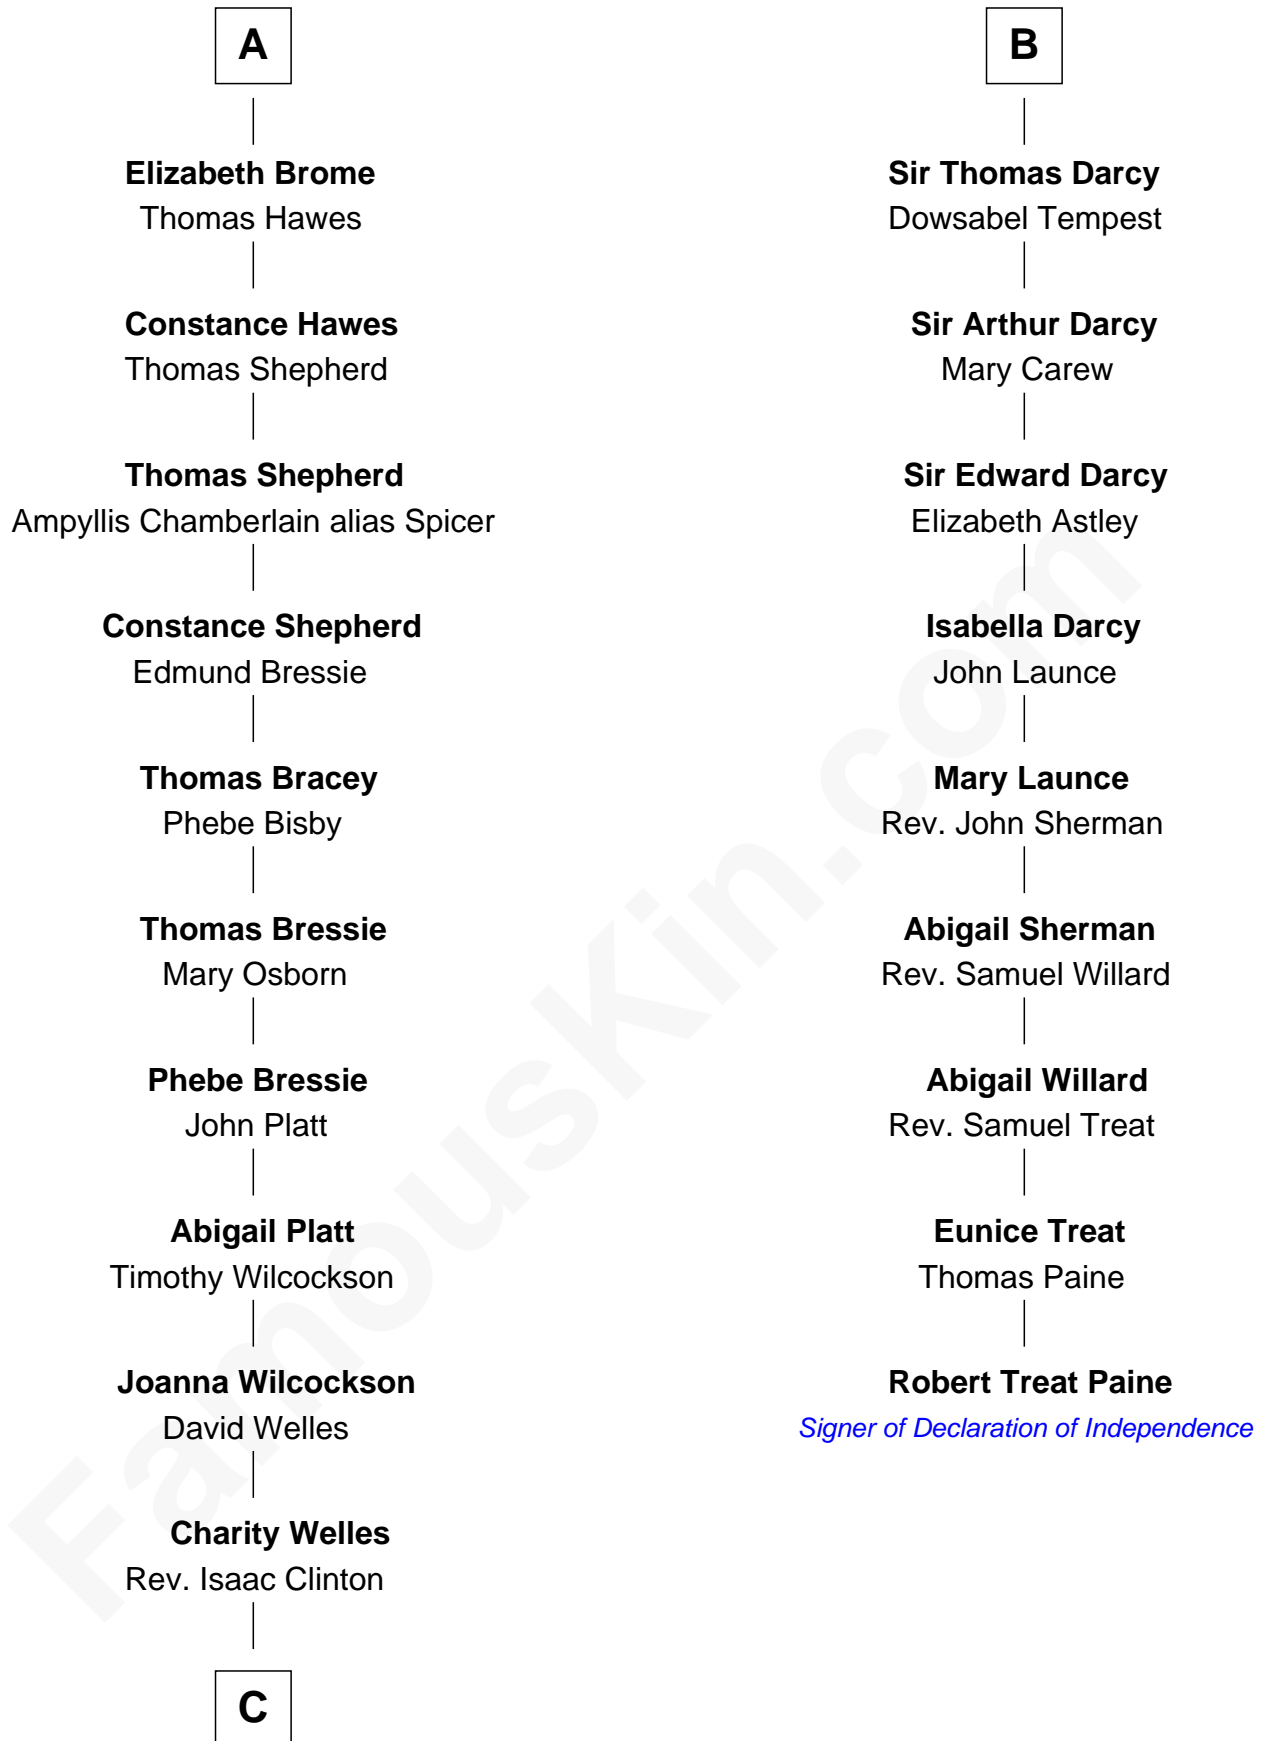 A
Elizabeth Brome
Thomas Hawes
Constance Hawes
Thomas Shepherd
Thomas Shepherd
Ampyllis Chamberlain alias Spicer
Constance Shepherd
Edmund Bressie
Thomas Bracey
Phebe Bisby
Thomas Bressie
Mary Osborn
Phebe Bressie
John Platt
Abigail Platt
Timothy Wilcockson
Joanna Wilcockson
David Welles
Charity Welles
Rev. Isaac Clinton
C
B
Sir Thomas Darcy
Dowsabel Tempest
Sir Arthur Darcy
Mary Carew
Sir Edward Darcy
Elizabeth Astley
Isabella Darcy
John Launce
Mary Launce
Rev. John Sherman
Abigail Sherman
Rev. Samuel Willard
Abigail Willard
Rev. Samuel Treat
Eunice Treat
Thomas Paine
Robert Treat Paine
Signer of Declaration of Independence
FamousKin.com